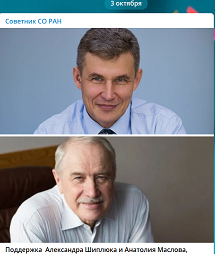 3 октября
Советник СО РАН
Поддержка Александра Шиплюка и Анатолия Маслова,